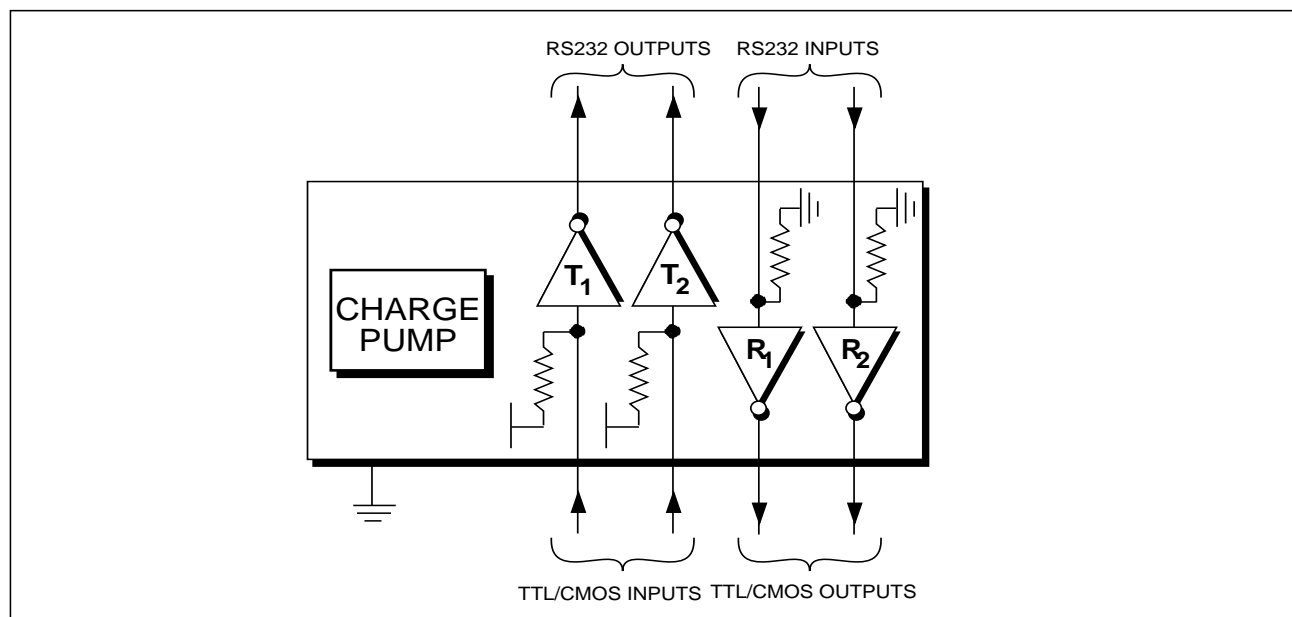 RS232 OUTPUTS
RS232 INPUTS
CHARGE
PUMP
T1
T2
R1
R2
TTL/CMOS INPUTS
TTL/CMOS OUTPUTS